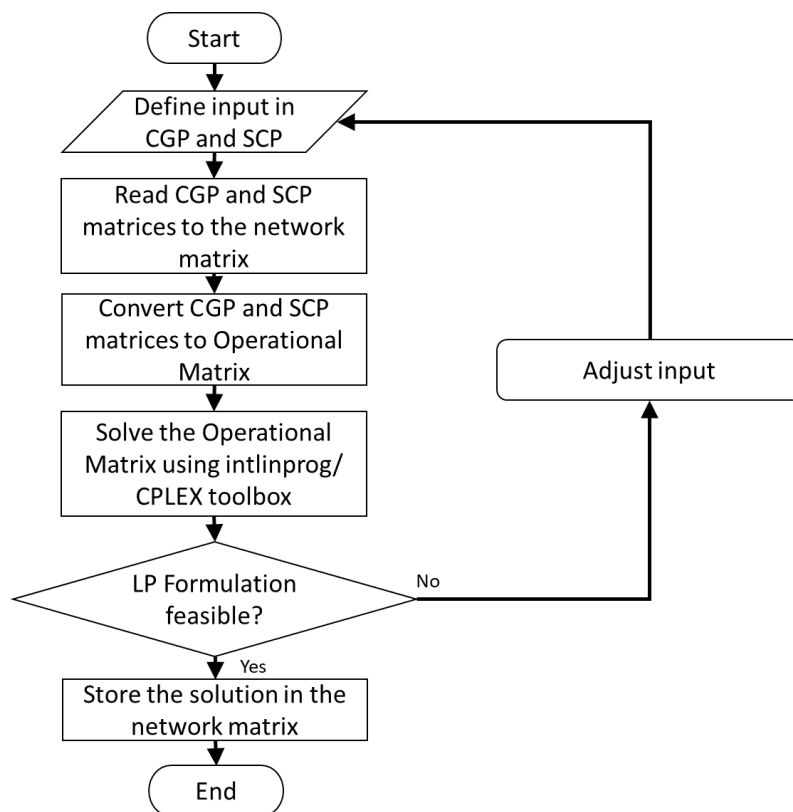 Start
Define input in
CGP and SCP
Read CGP and SCP
matrices to the network
matrix
Convert CGP and SCP
matrices to Operational
Matrix
Adjust input
Solve the Operational
Matrix using intlinprog/
CPLEX toolbox
LP Formulation
feasible?
No
Yes
Store the solution in the
network matrix
End